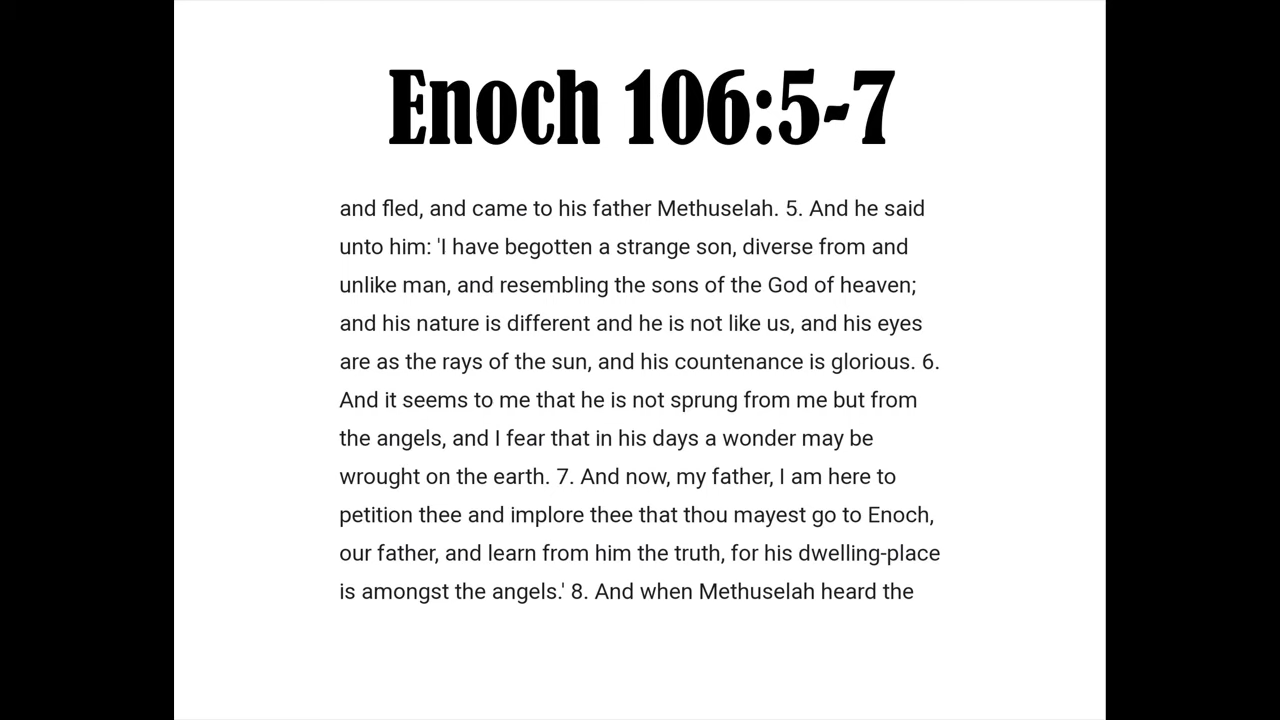 Enoch 106:5-7
and fled, and came to his father Methuselah. 5. And he said
unto him: 'I have begotten a strange son, diverse from and
unlike man, and resembling the sons of the God of heaven;
and his nature is different and he is not like us, and his eyes
are as the rays of the sun, and his countenance is glorious. 6.
And it seems to me that he is not sprung from me but from
the angels, and I fear that in his days a wonder may be
wrought on the earth. 7. And now, my father, I am here to
petition thee and implore thee that thou mayest go to Enoch,
our father, and learn from him the truth, for his dwelling-place
is amongst the angels.' 8. And when Methuselah heard the